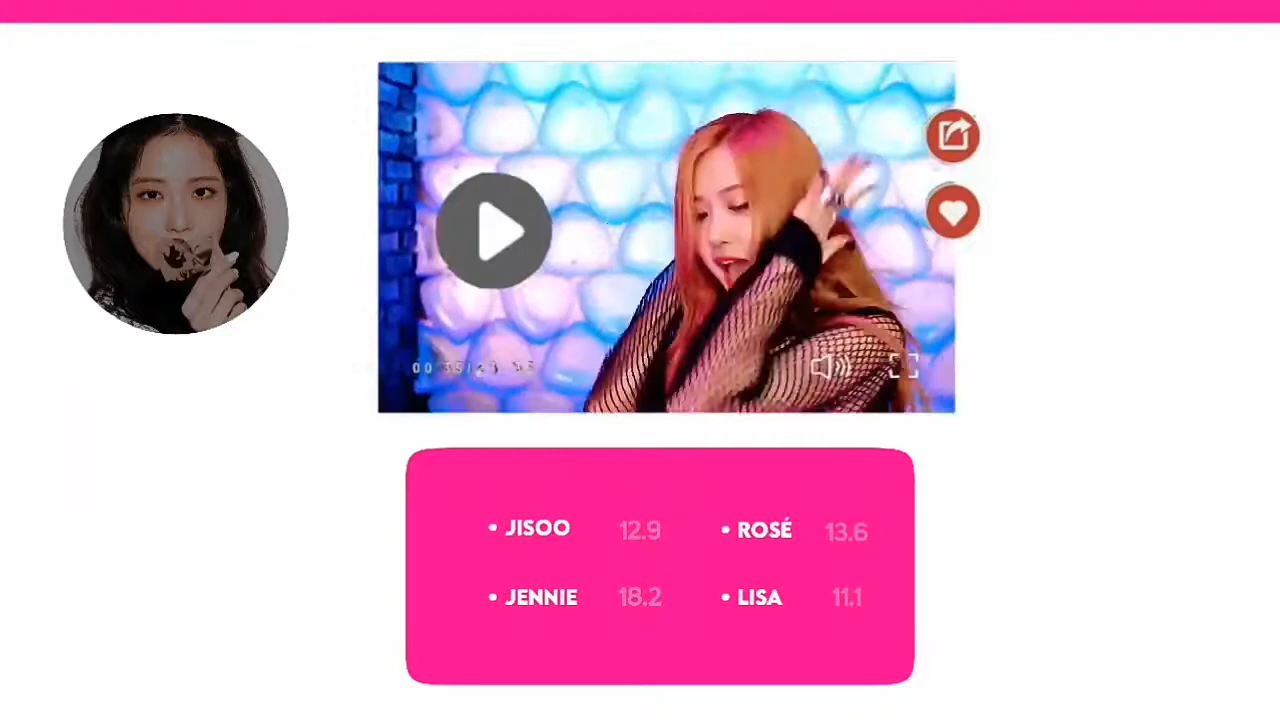 • JISOO 12.9 • ROSÉ 13.6
• JENNIE 18.2 • LISA 11.1